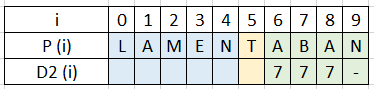 i 0 1 2 3 4 5 6 7 8 9
P (i) L A M E N T A B A N
D2 (i) 7 7 7 -